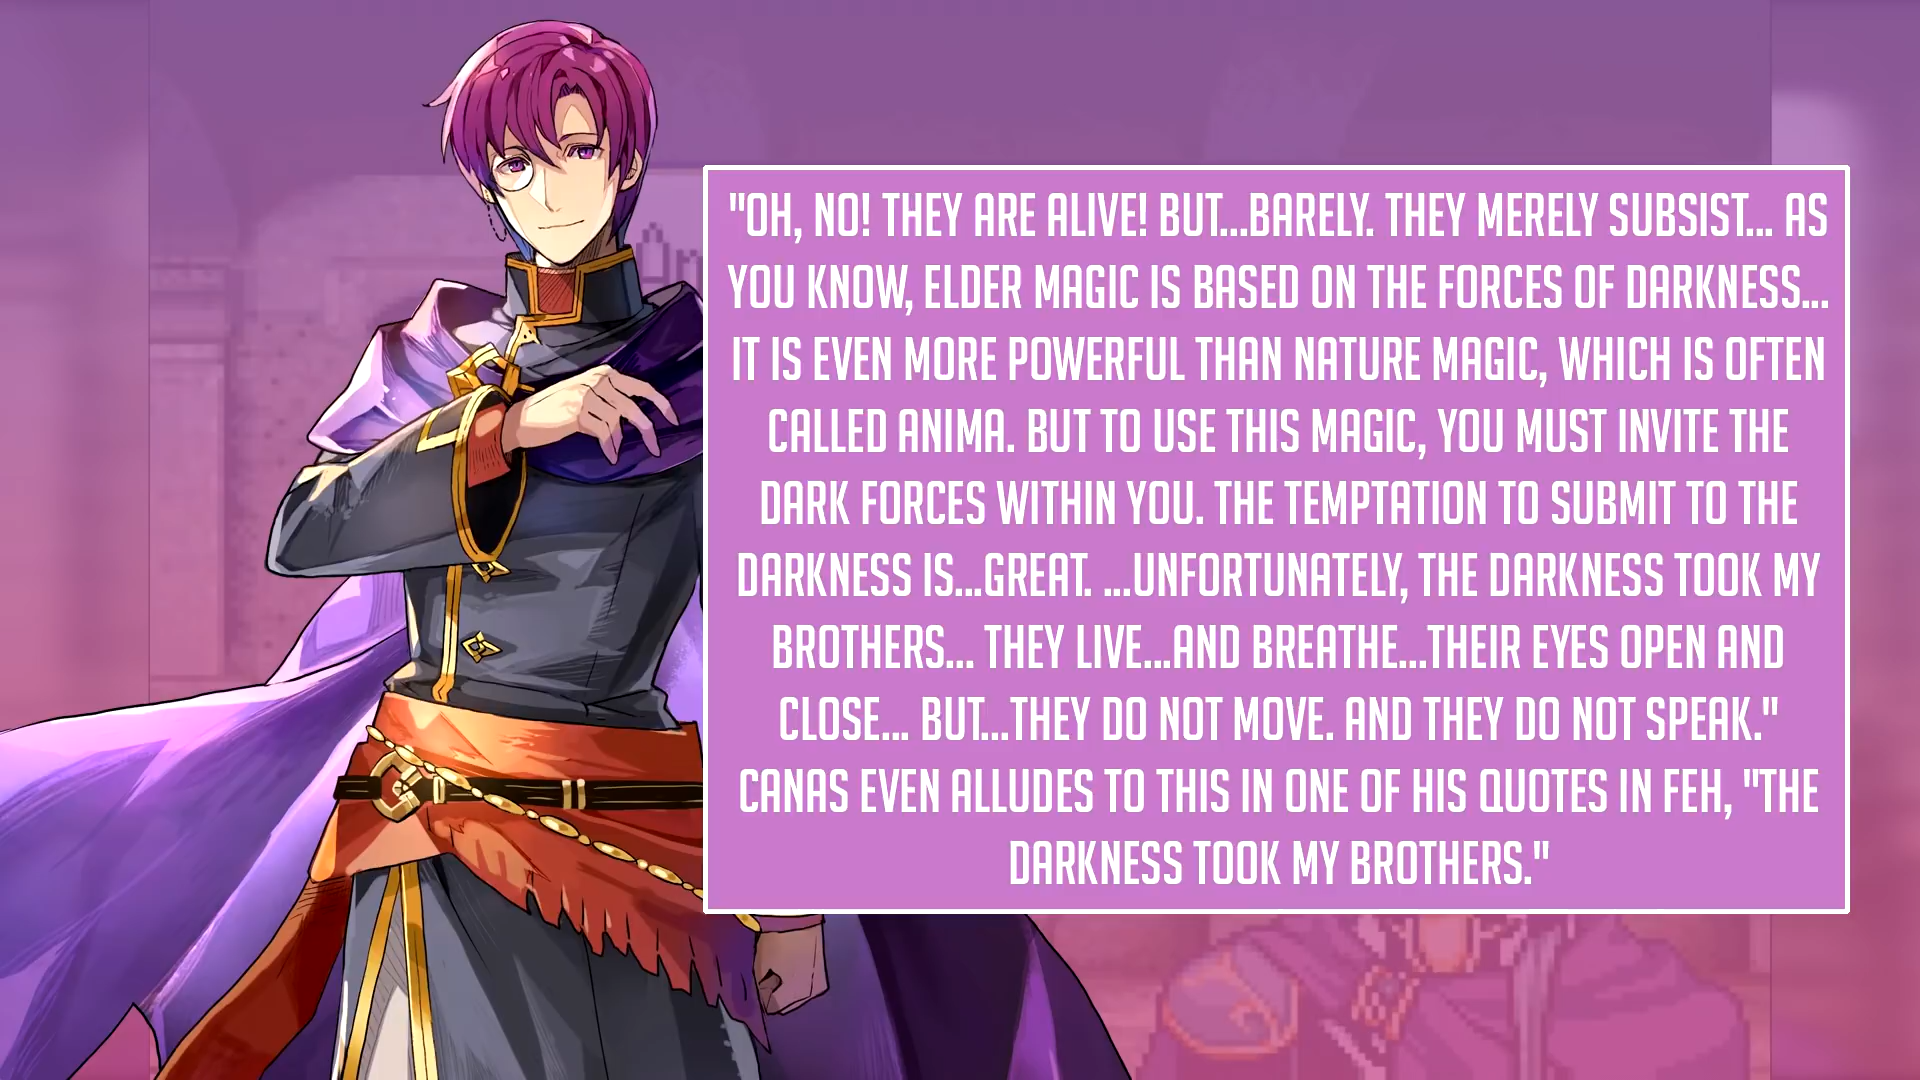 "OH, NO! THEY ARE ALIVE! BUT...BARELY. THEY MERELY SUBSIST... AS
YOU KNOW, ELDER MAGIC IS BASED ON THE FORCES OF DARKNESS...
IT IS EVEN MORE POWERFUL THAN NATURE MAGIC, WHICH IS OFTEN
CALLED ANIMA. BUT TO USE THIS MAGIC, YOU MUST INVITE THE
DARK FORCES WITHIN YOU. THE TEMPTATION TO SUBMIT TO THE
DARKNESS IS...GREAT. ...UNFORTUNATELY, THE DARKNESS TOOK MY
BROTHERS... THEY LIVE...AND BREATHE...THEIR EYES OPEN AND
CLOSE... BUT...THEY DO NOT MOVE. AND THEY DO NOT SPEAK."
CANAS EVEN ALLUDES TO THIS IN ONE OF HIS QUOTES IN FEH, "THE
DARKNESS TOOK MY BROTHERS."